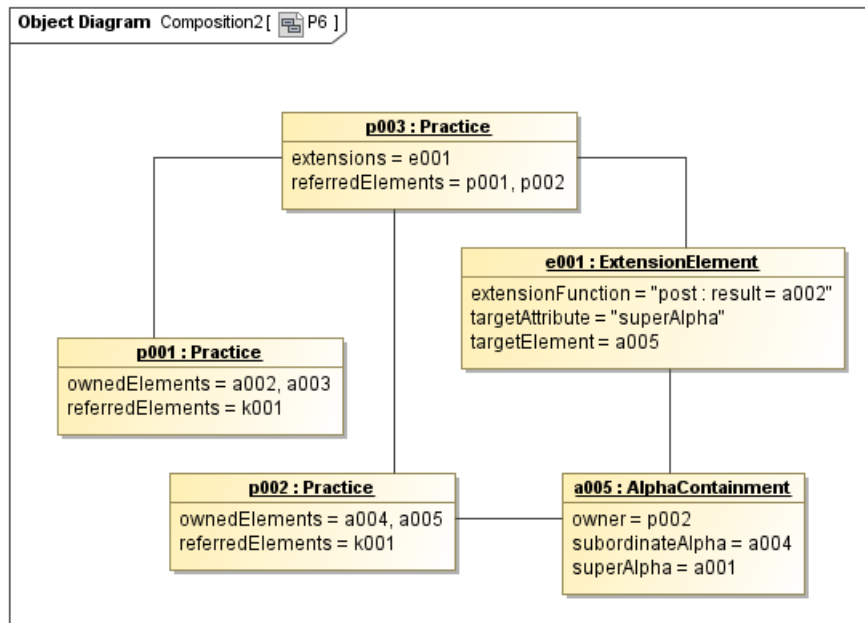 Object Diagram Composition2 [ P6 ]
p003 : Practice
extensions = e001
referredElements = p001, p002
e001 : ExtensionElement
extensionFunction = "post : result = a002"
targetAttribute = "superAlpha"
targetElement = a005
p001 : Practice
ownedElements = a002, a003
referredElements = k001
p002 : Practice
ownedElements = a004, a005
referredElements = k001
a005 : AlphaContainment
owner = p002
subordinateAlpha = a004
superAlpha = a001